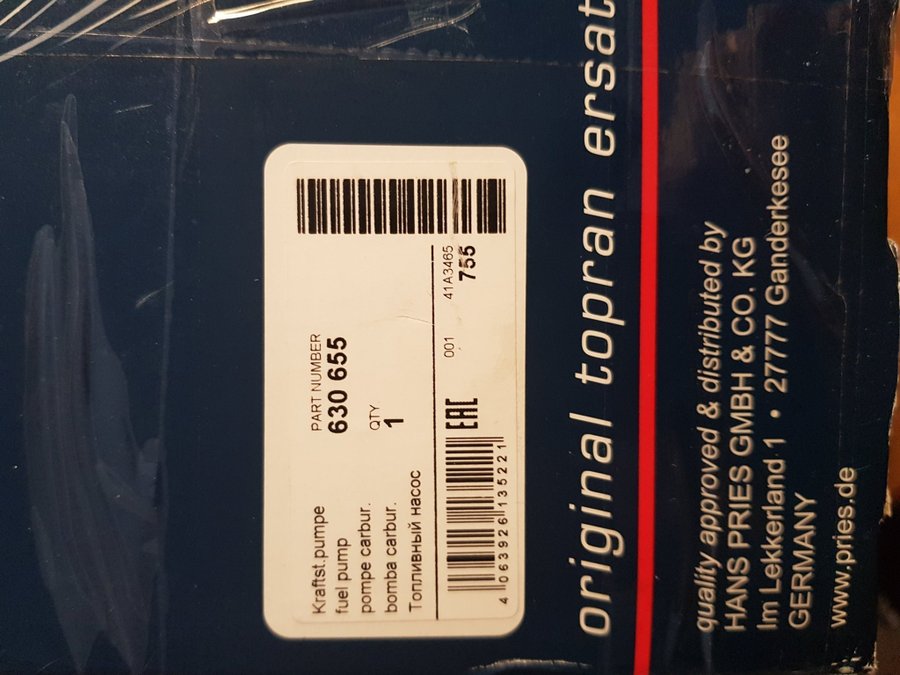 Kraftst.pumpe
fuel pump
pompe carbur.
bomba carbur.
Топливный насос
PART NUMBER
630 655
QTY
1
4 063926 135221
EAC
001
41A3465
755
original topran ersat
quality approved & distributed by
HANS PRIES GMBH & CO. KG
Im Lekkerland 1 • 27777 Ganderkesee
GERMANY
www.pries.de